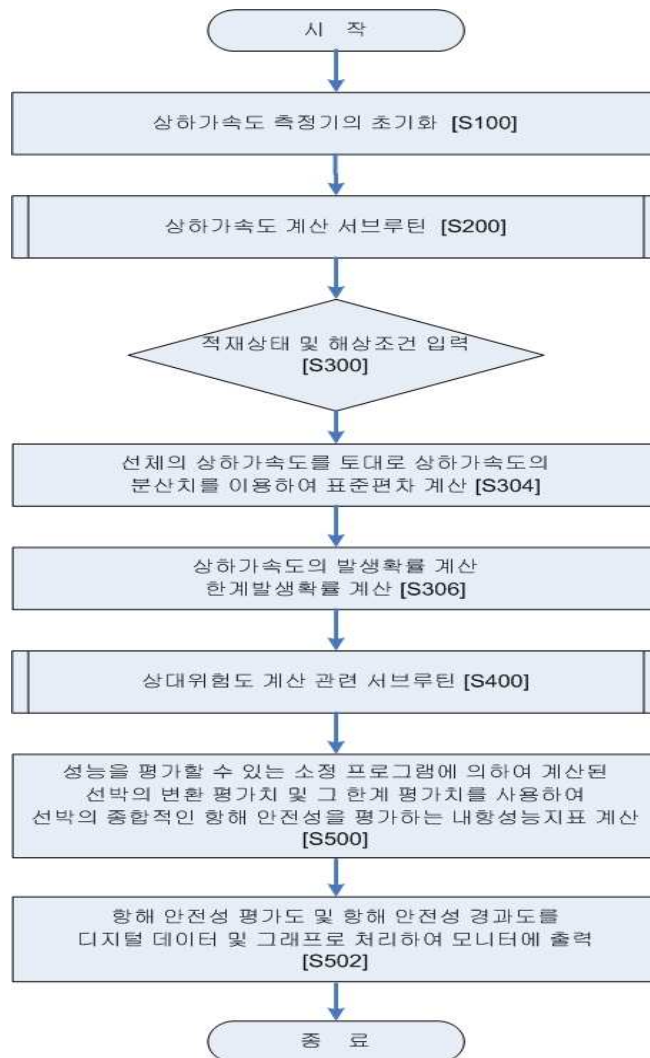 시 작
상하가속도 측정기의 초기화 [S100]
상하가속도 계산 서브루틴 [S200]
적재상태 및 해상조건 입력
[S300]
선체의 상하가속도를 토대로 상하가속도의
분산치를 이용하여 표준편차 계산 [S304]
상하가속도의 발생확률 계산
한계발생확률 계산 [S306]
상대위험도 계산 관련 서브루틴 [S400]
성능을 평가할 수 있는 소정 프로그램에 의하여 계산된
선박의 변환 평가치 및 그 한계 평가치를 사용하여
선박의 종합적인 항해 안전성을 평가하는 내항성능지표 계산
[S500]
항해 안전성 평가도 및 항해 안전성 경과도를
디지털 데이터 및 그래프로 처리하여 모니터에 출력
[S502]
종 료